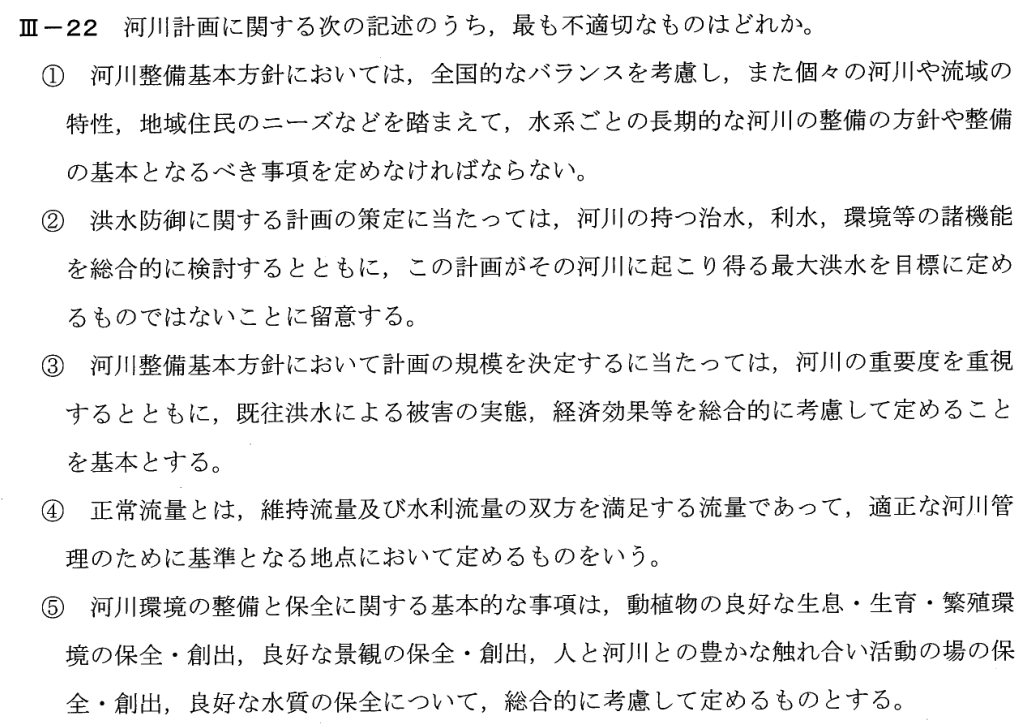 Ⅲ－22　河川計画に関する次の記述のうち，最も不適切なものはどれか。
①　河川整備基本方針においては，全国的なバランスを考慮し，また個々の河川や流域の
特性，地域住民のニーズなどを踏まえて，水系ごとの長期的な河川の整備の方針や整備
の基本となるべき事項を定めなければならない。
②　洪水防御に関する計画の策定に当たっては，河川の持つ治水，利水，環境等の諸機能
を総合的に検討するとともに，この計画がその河川に起こり得る最大洪水を目標に定め
るものではないことに留意する。
③　河川整備基本方針において計画の規模を決定するに当たっては，河川の重要度を重視
するとともに，既往洪水による被害の実態，経済効果等を総合的に考慮して定めること
を基本とする。
④　正常流量とは，維持流量及び水利流量の双方を満足する流量であって，適正な河川管
理のために基準となる地点において定めるものをいう。
⑤　河川環境の整備と保全に関する基本的な事項は，動植物の良好な生息・生育・繁殖環
境の保全・創出，良好な景観の保全・創出，人と河川との豊かな触れ合い活動の場の保
全・創出，良好な水質の保全について，総合的に考慮して定めるものとする。